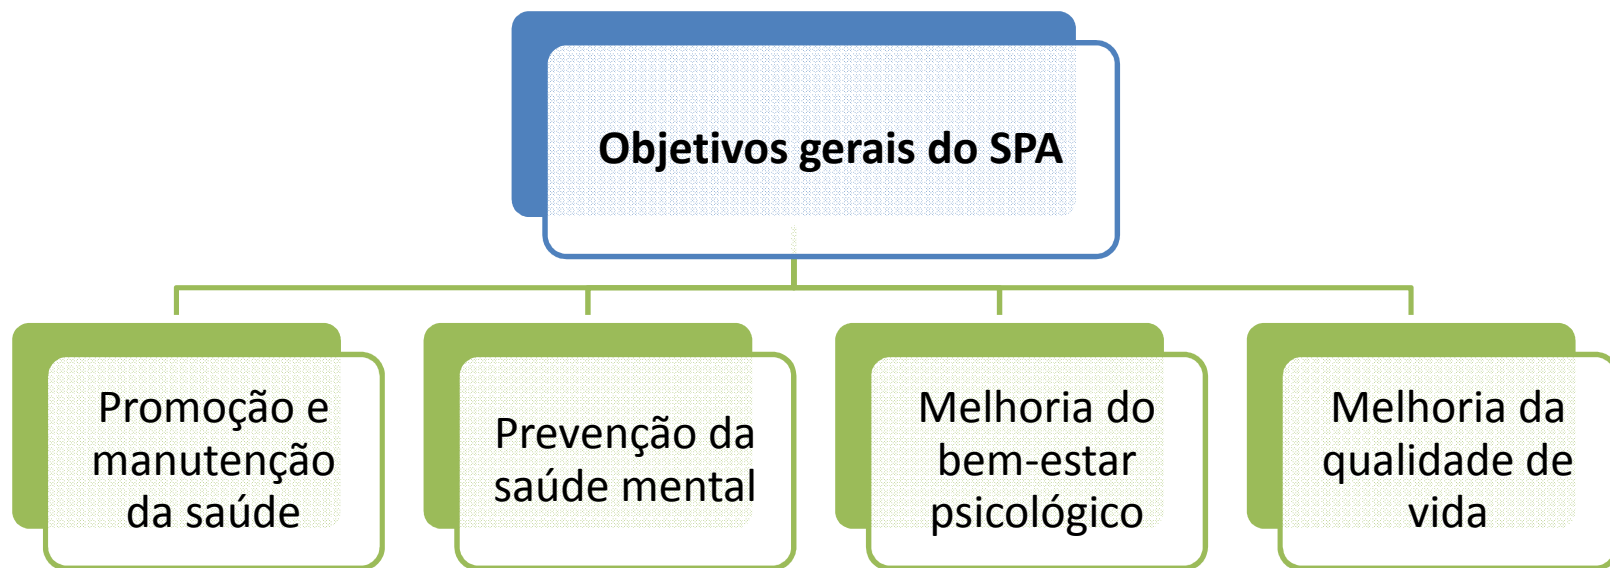 Objetivos gerais do SPA
Promoção e
manutenção
da saúde
Prevenção da
saúde mental
Melhoria do
bem-estar
psicológico
Melhoria da
qualidade de
vida